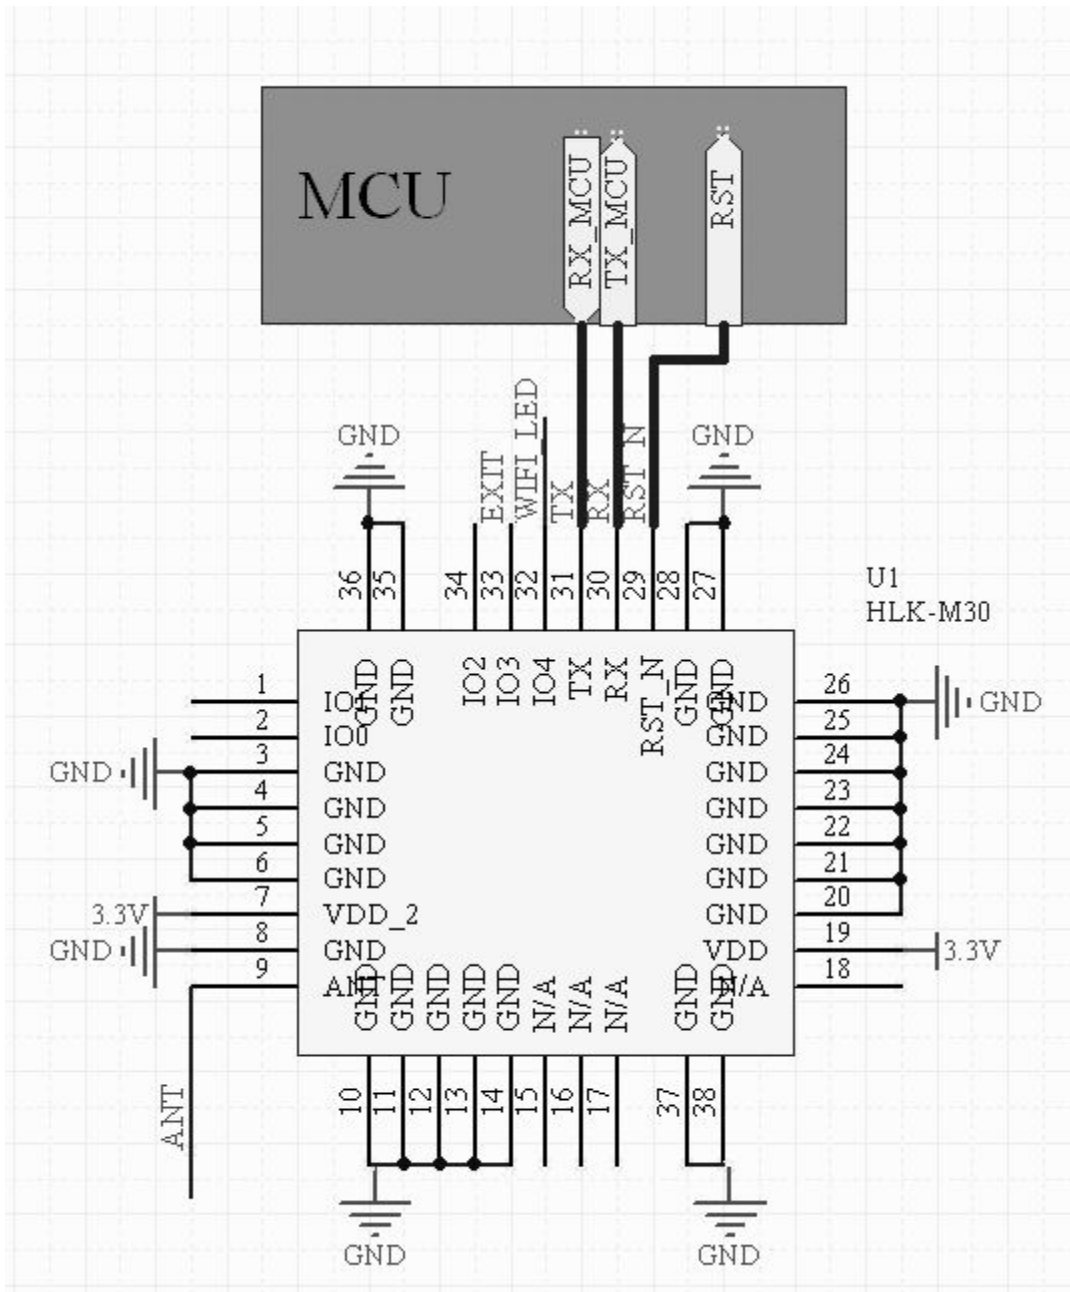 MCU
RX_MCU
TX_MCU
RST
GND
EXIT
WIFI_LED
TX
RX
RST_N
GND
36
35
34
33
32
31
30
29
28
27
U1
HLK-M30
GND
GND
IO2
IO3
IO4
TX
RX
RST_N
GND
GND
1
2
IO0
GND 3 GND
4 GND
5 GND
6 GND
3.3V 7 VDD_2
GND 8 GND
9 ANT
GND 26 GND
GND 25
GND 24
GND 23
GND 22
GND 21
GND 20
VDD 19 3.3V
N/A 18
GND
GND
GND
GND
GND
N/A
N/A
N/A
GND
GND
10
11
12
13
14
15
16
17
37
38
ANT
GND
GND